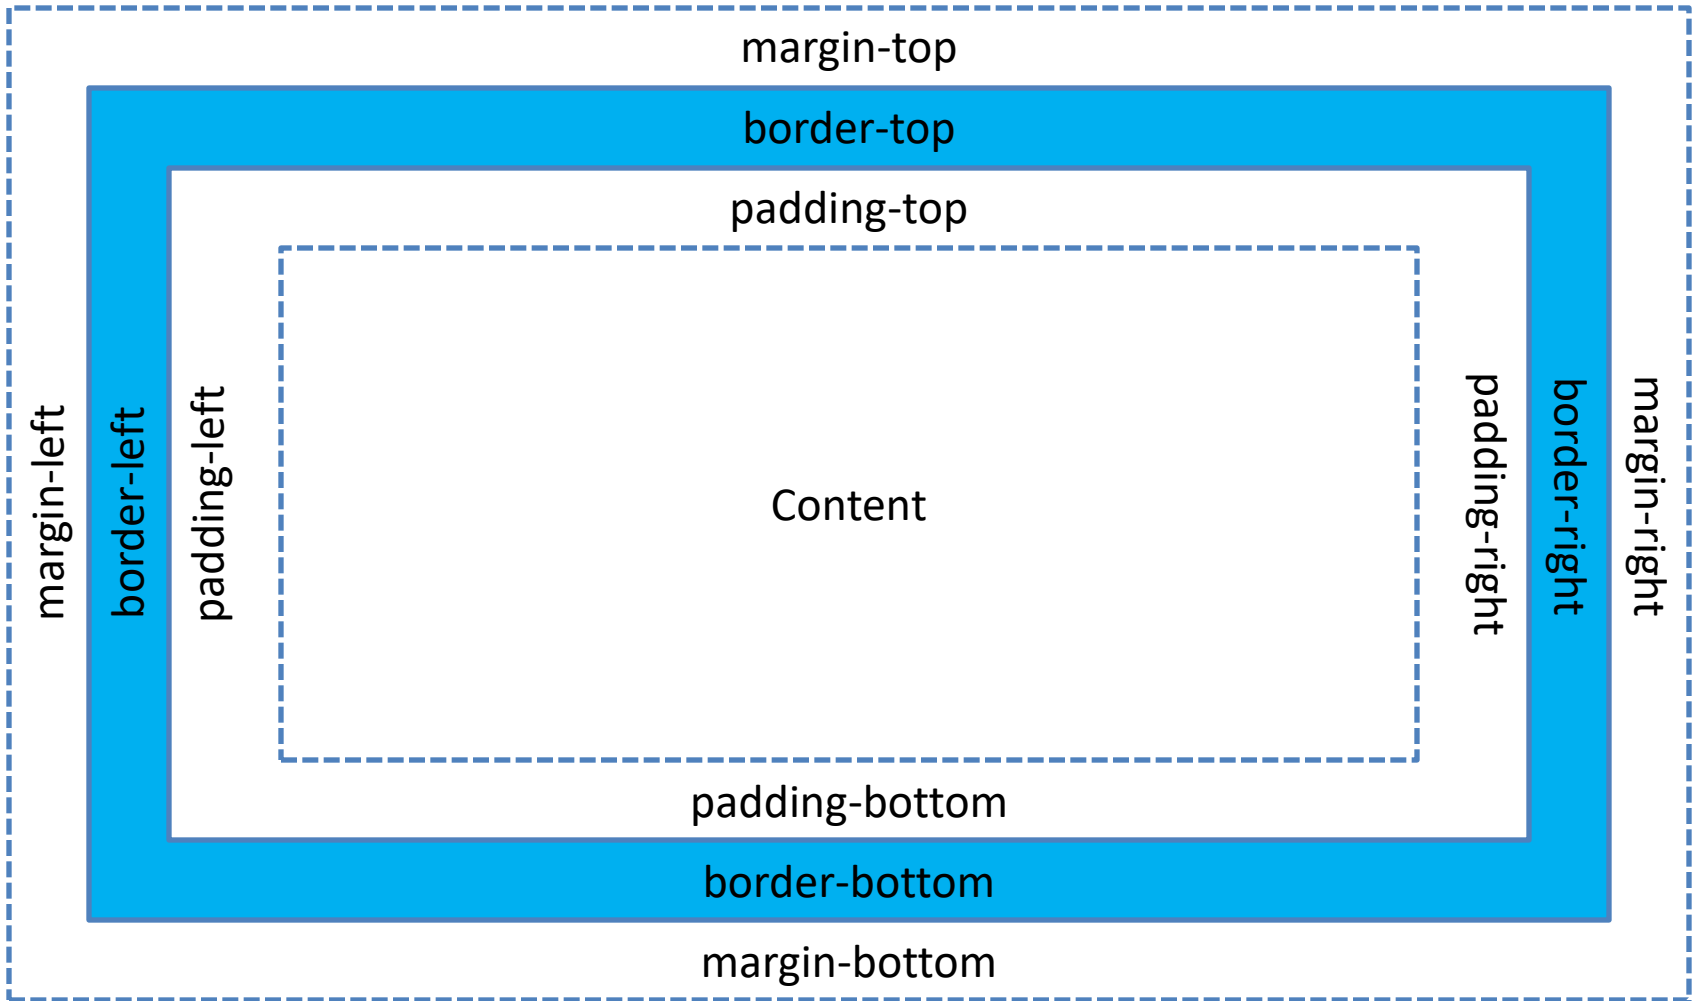 margin-top
border-top
padding-top
margin-left
border-left
padding-left
Content
padding-right
border-right
margin-right
padding-bottom
border-bottom
margin-bottom